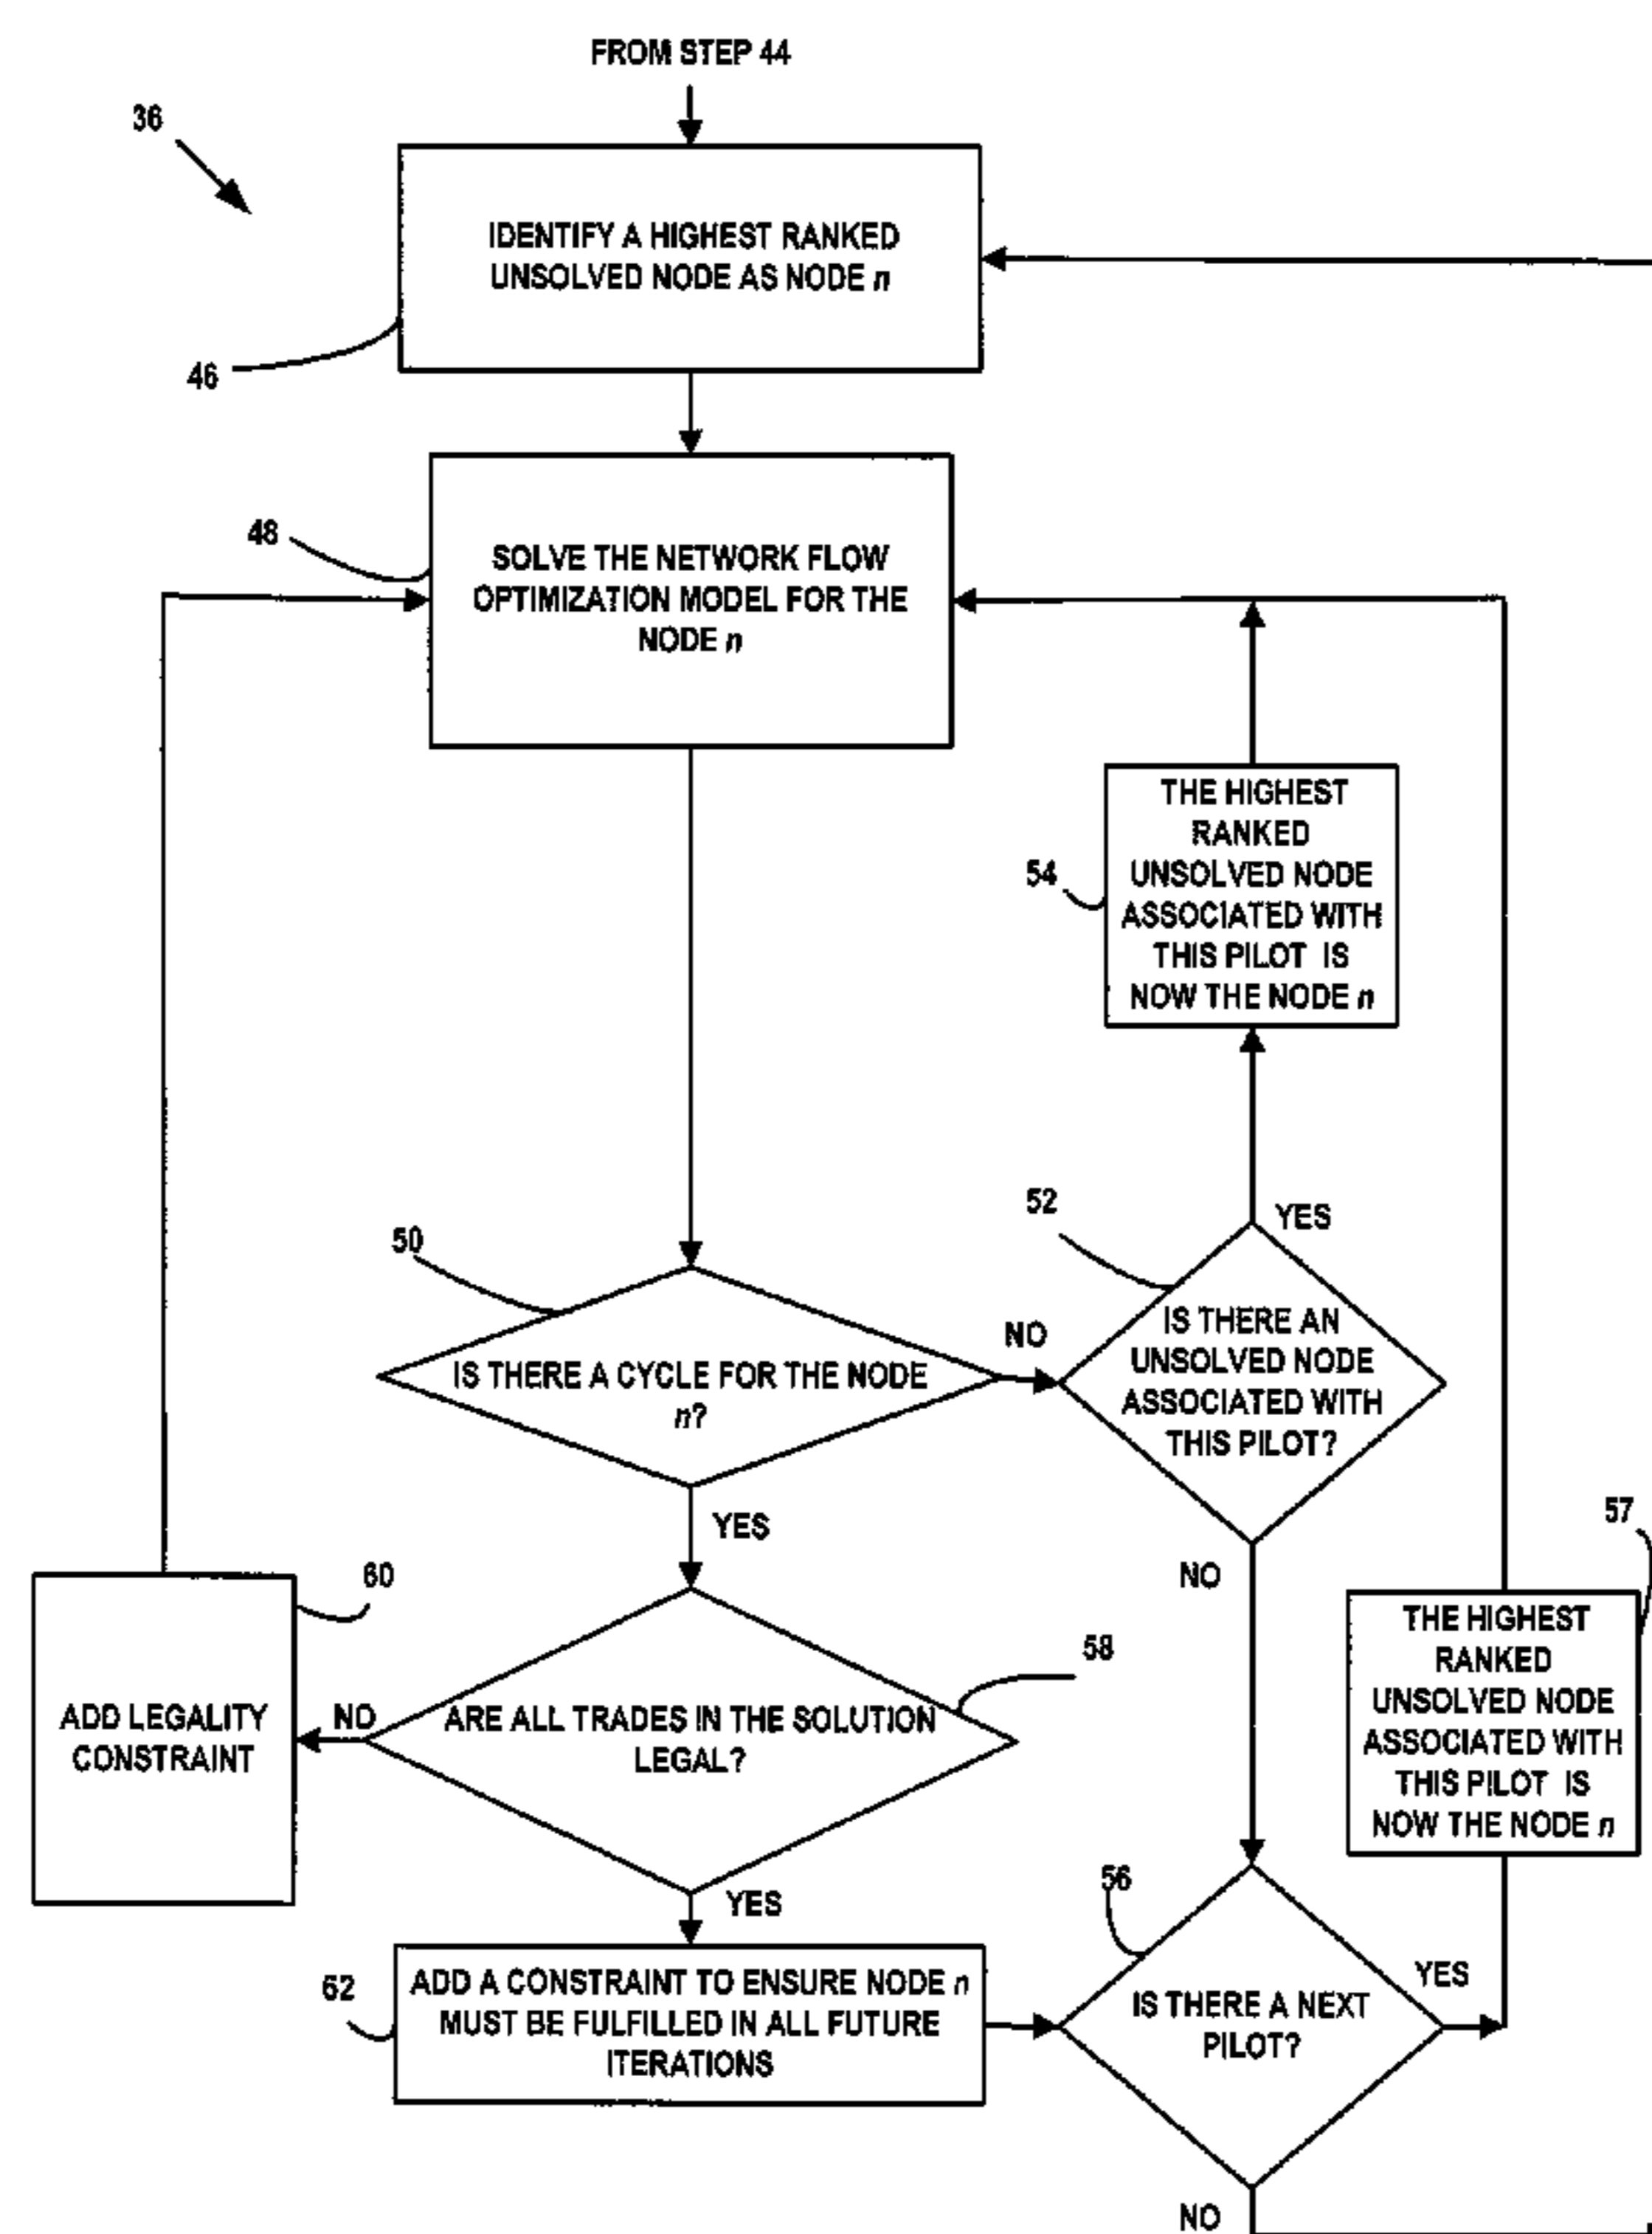 FROM STEP 44
36
IDENTIFY A HIGHEST RANKED
UNSOLVED NODE AS NODE n
46
48
SOLVE THE NETWORK FLOW
OPTIMIZATION MODEL FOR THE
NODE n
54
THE HIGHEST
RANKED
UNSOLVED NODE
ASSOCIATED WITH
THIS PILOT IS
NOW THE NODE n
52
YES
50
IS THERE A CYCLE FOR THE NODE
n?
NO
IS THERE AN
UNSOLVED NODE
ASSOCIATED WITH
THIS PILOT?
YES
NO
57
THE HIGHEST
RANKED
UNSOLVED NODE
ASSOCIATED WITH
THIS PILOT IS
NOW THE NODE n
60
ADD LEGALITY
CONSTRAINT
NO
58
ARE ALL TRADES IN THE SOLUTION
LEGAL?
YES
62
ADD A CONSTRAINT TO ENSURE NODE n
MUST BE FULFILLED IN ALL FUTURE
ITERATIONS
56
IS THERE A NEXT
PILOT?
YES
NO